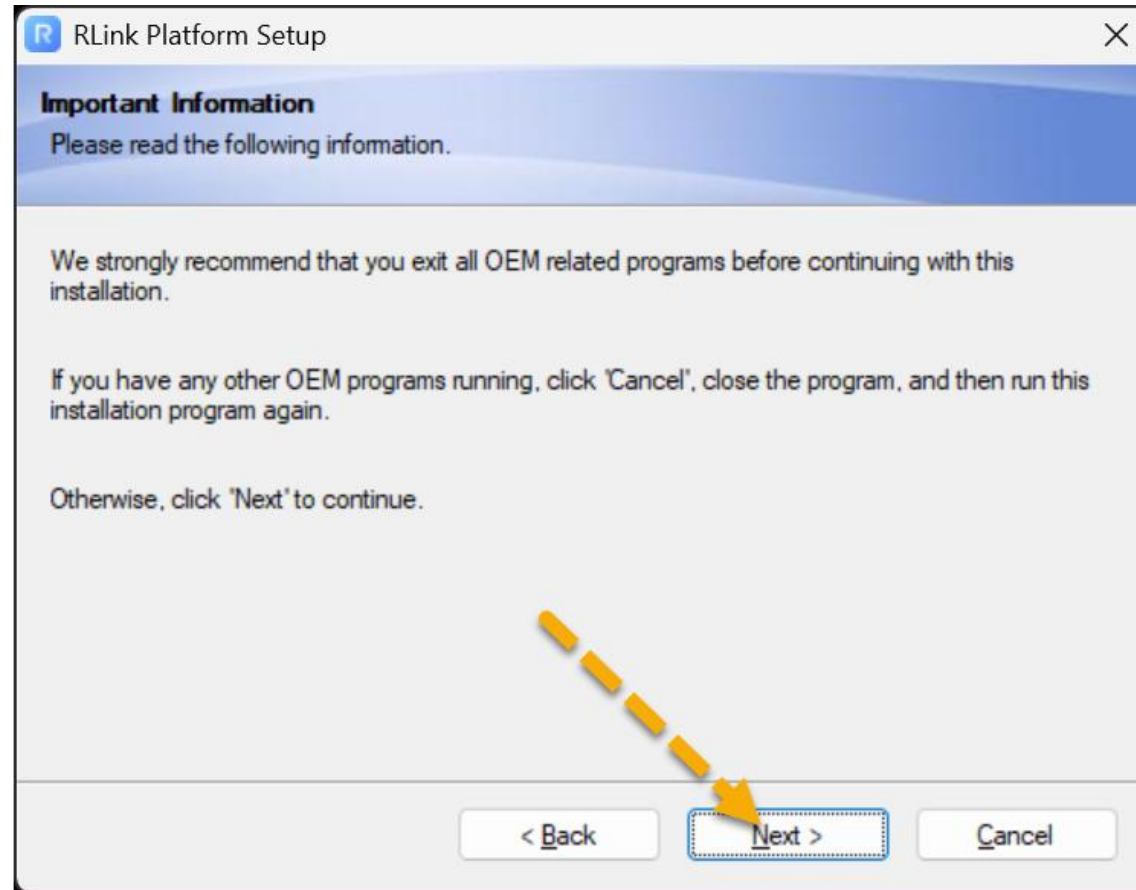 R RLink Platform Setup
Important Information
Please read the following information.
We strongly recommend that you exit all OEM related programs before continuing with this
installation.
If you have any other OEM programs running, click 'Cancel', close the program, and then run this
installation program again.
Otherwise, click 'Next' to continue.
< Back Next > Cancel